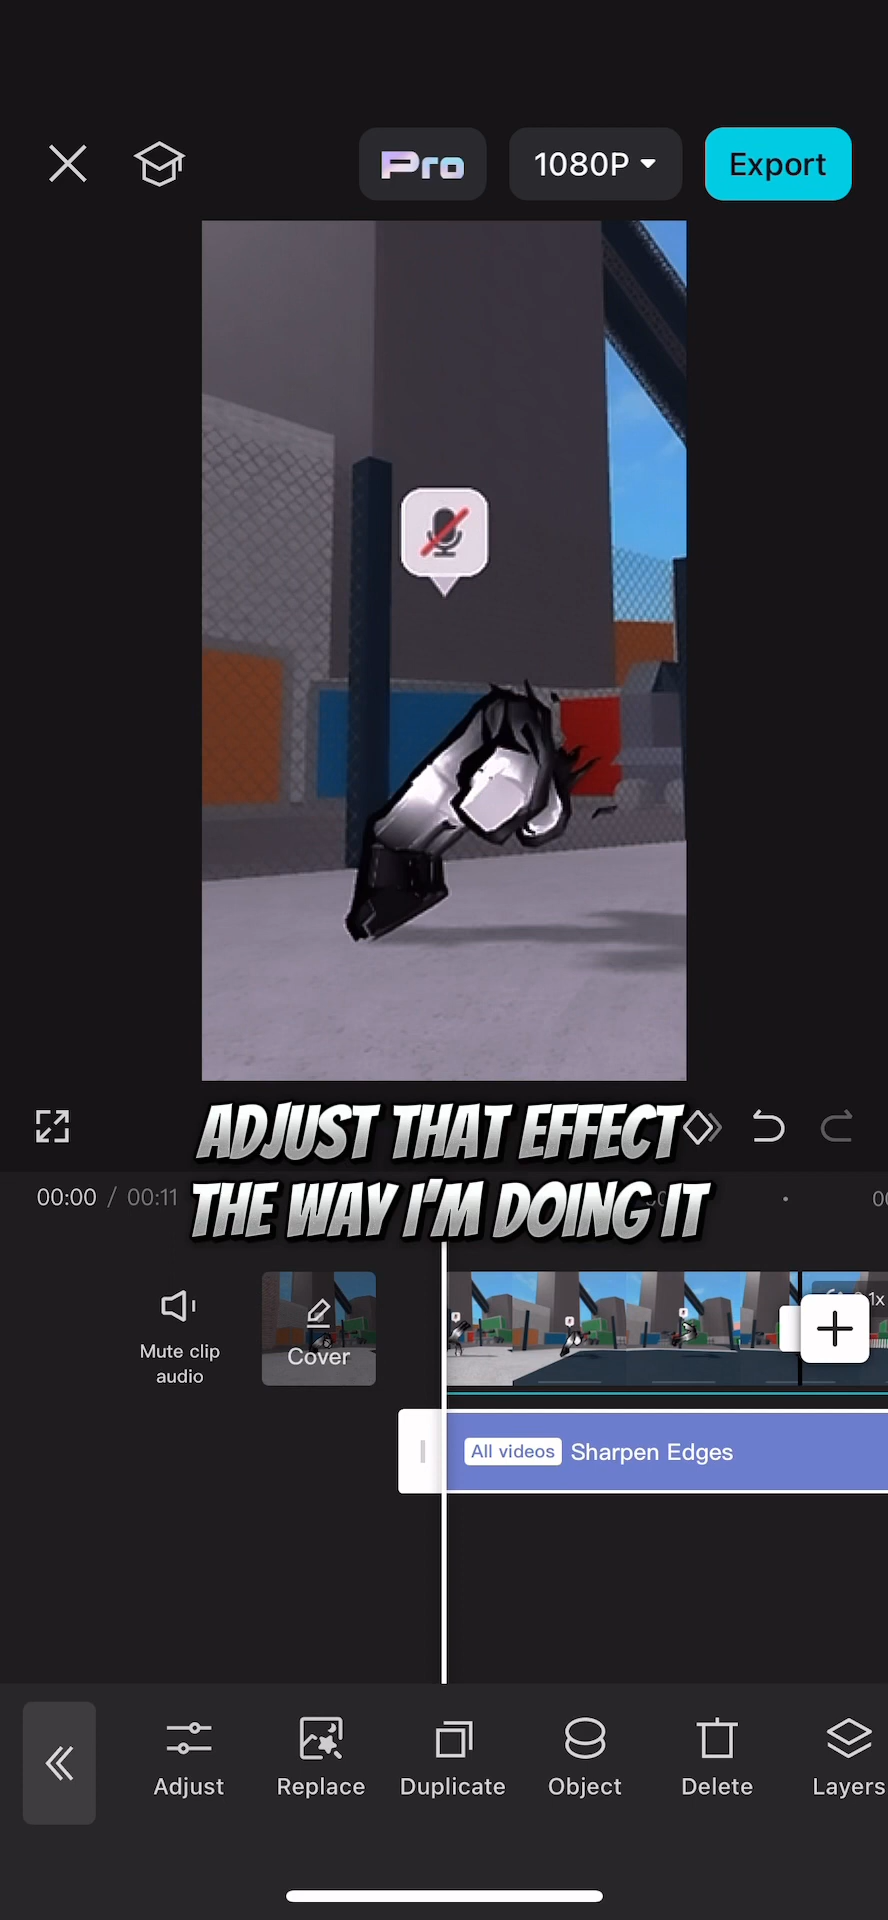 Pro
1080P
Export
ADJUST THAT EFFECT
THE WAY I'M DOING IT
00:00 / 00:11
Mute clip
audio
Cover
All videos
Sharpen Edges
Adjust
Replace
Duplicate
Object
Delete
Layers